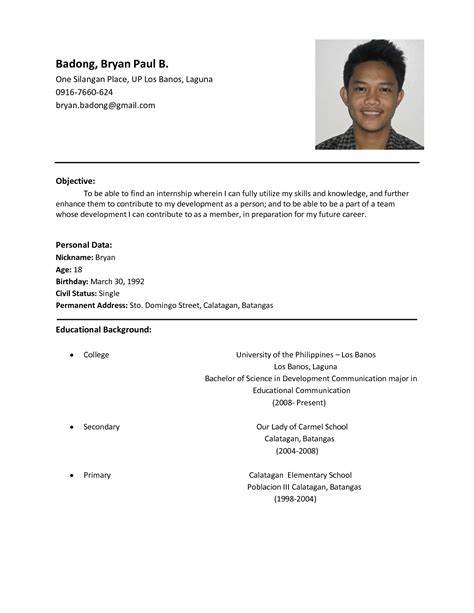 Badong, Bryan Paul B.
One Silangan Place, UP Los Banos, Laguna
0916-7660-624
bryan.badong@gmail.com
Objective:
To be able to find an internship wherein I can fully utilize my skills and knowledge, and further
enhance them to contribute to my development as a person; and to be able to be a part of a team
whose development I can contribute to as a member, in preparation for my future career.
Personal Data:
Nickname: Bryan
Age: 18
Birthday: March 30, 1992
Civil Status: Single
Permanent Address: Sto. Domingo Street, Calatagan, Batangas
Educational Background:
• College University of the Philippines – Los Banos
Los Banos, Laguna
Bachelor of Science in Development Communication major in
Educational Communication
(2008- Present)
• Secondary Our Lady of Carmel School
Calatagan, Batangas
(2004-2008)
• Primary Calatagan Elementary School
Poblacion III Calatagan, Batangas
(1998-2004)